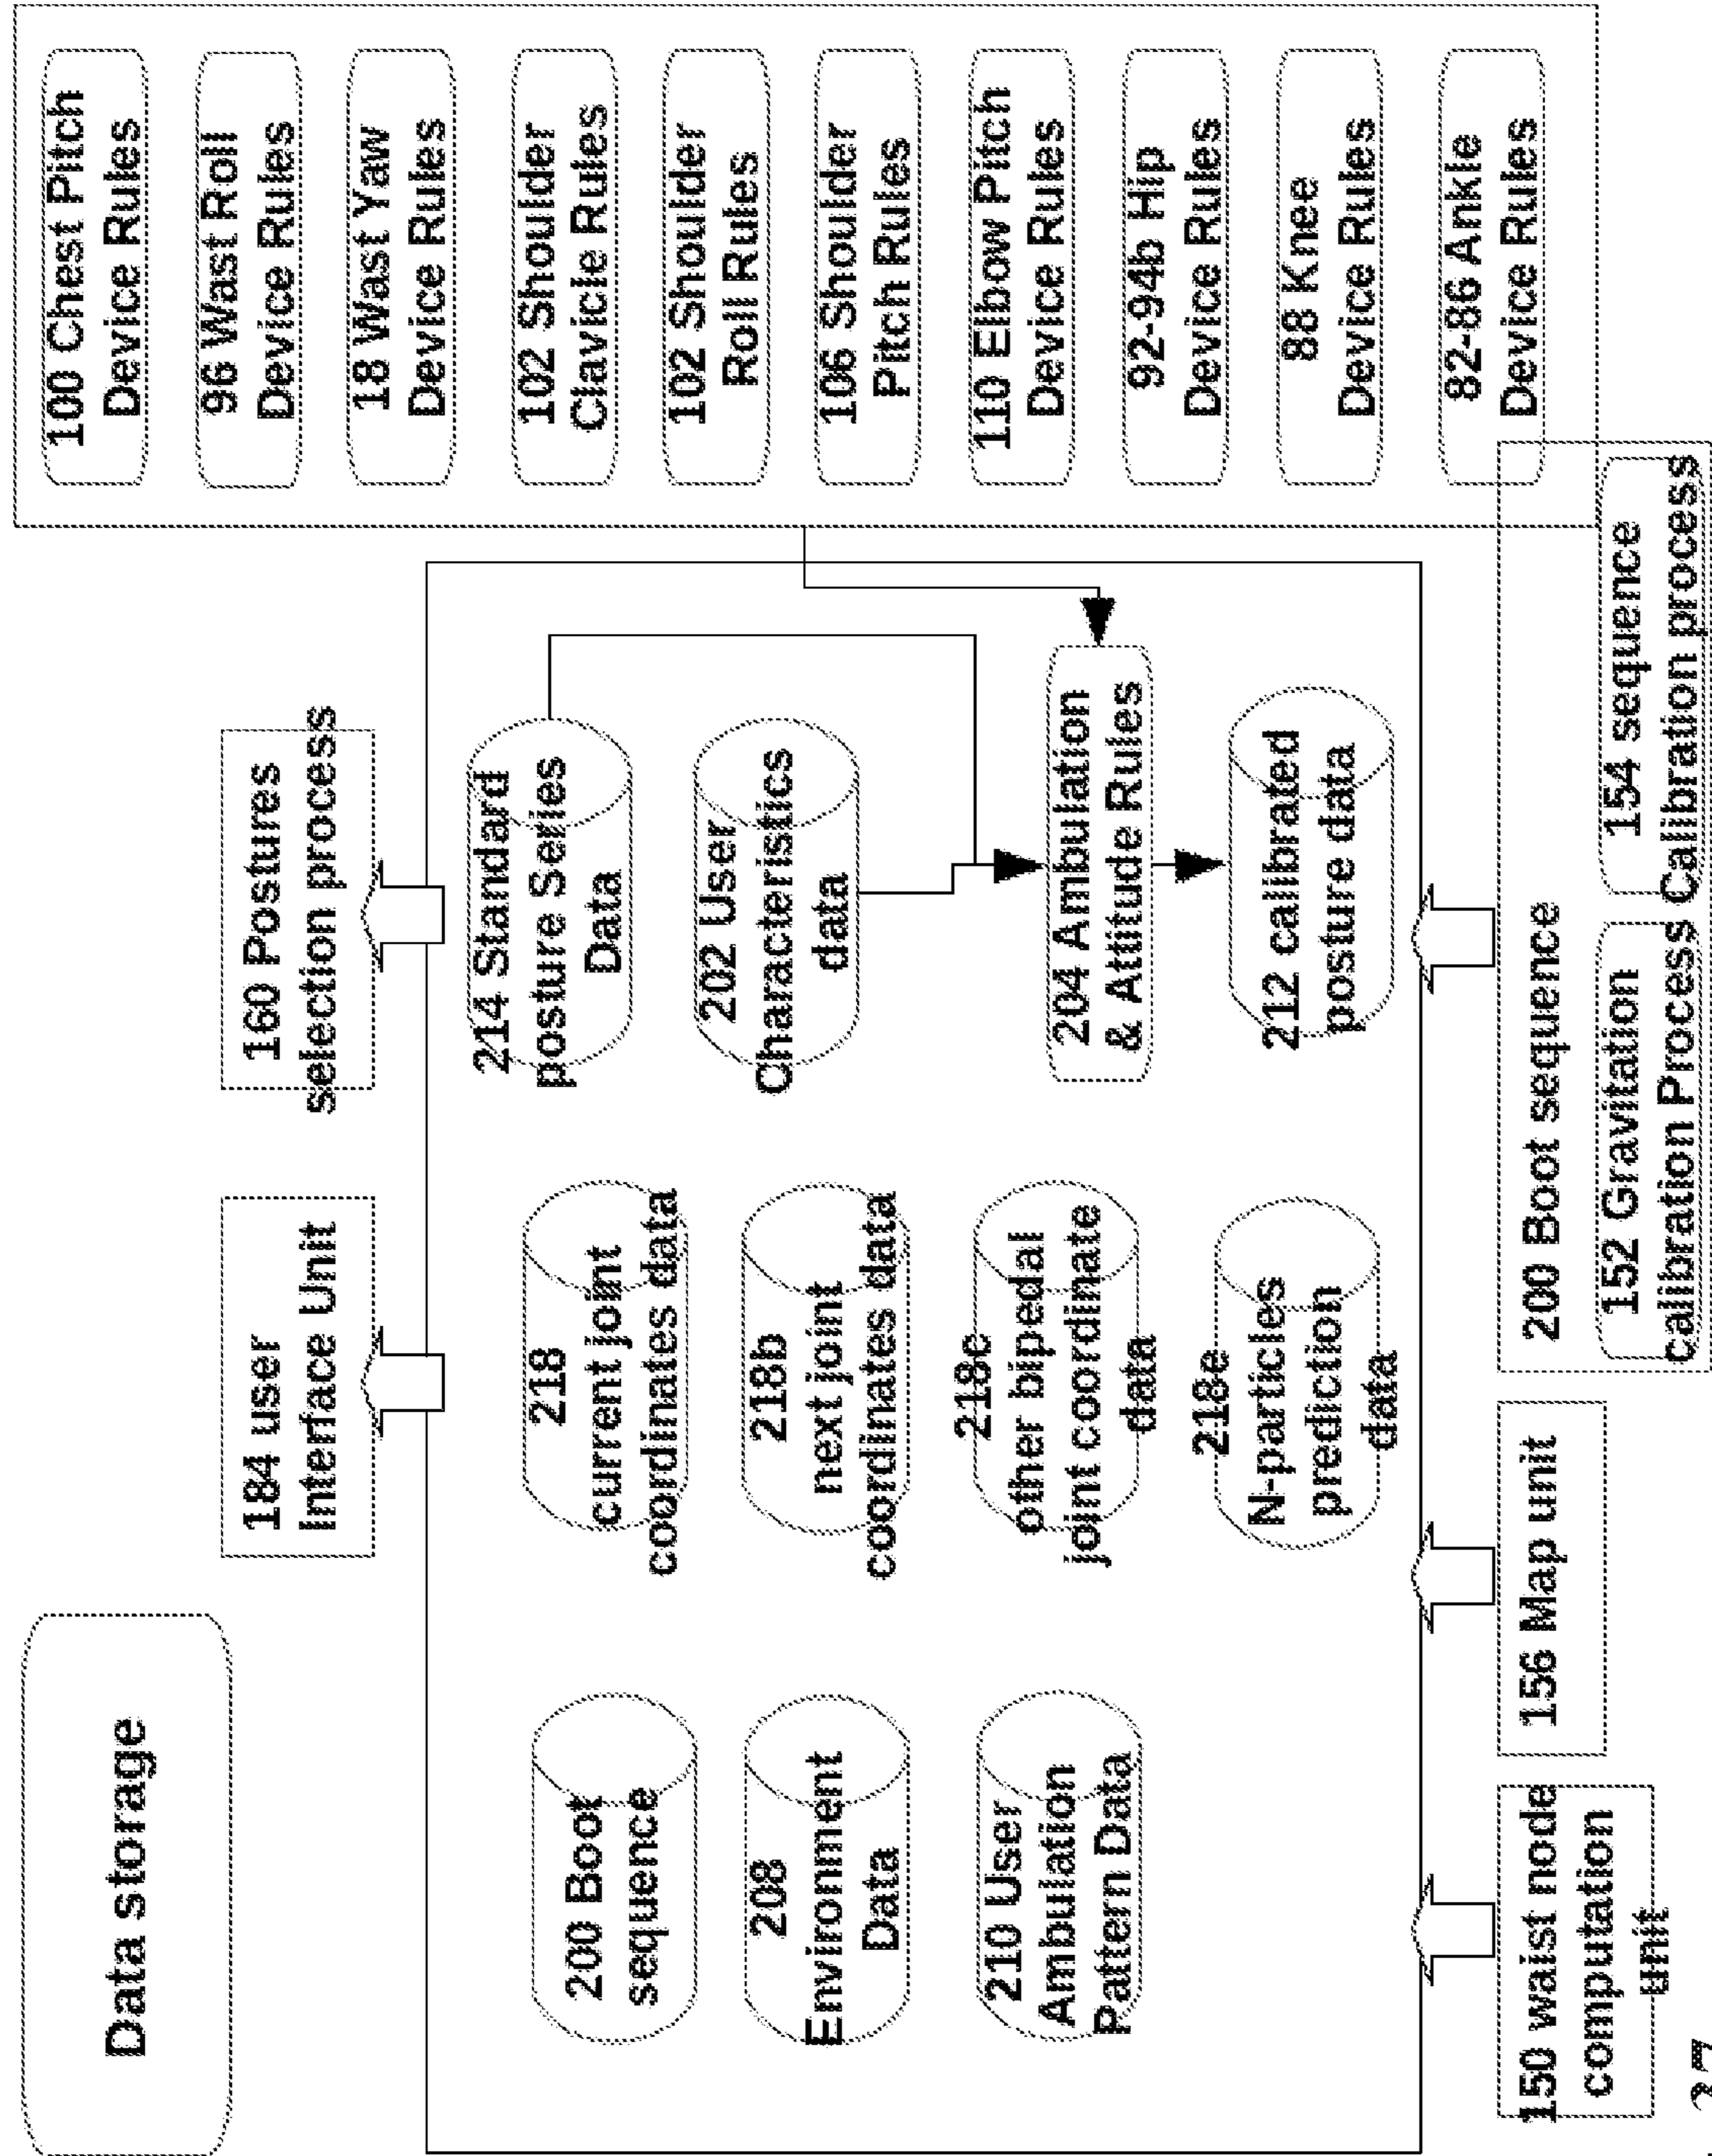 Data storage
184 user
Interface Unit
160 Postures
selection process
200 Boot
sequence
208
Environment
Data
210 User
Ambulation
Pattern Data
218
current joint
coordinates data
218b
next joint
coordinates data
218c
other bipedal
joint coordinate
data
218e
N-particles
prediction
data
214 Standard
posture Series
Data
202 User
Characteristics
data
204 Ambulation
& Attitude Rules
212 calibrated
posture data
100 Chest Pitch
Device Rules
96 Wast Roll
Device Rules
18 Wast Yaw
Device Rules
102 Shoulder
Clavicle Rules
102 Shoulder
Roll Rules
106 Shoulder
Pitch Rules
110 Elbow Pitch
Device Rules
92-94b Hip
Device Rules
88 Knee
Device Rules
82-86 Ankle
Device Rules
150 waist node
computation
unit
156 Map unit
200 Boot sequence
152 Gravitation
calibration Process
154 sequence
Calibration process